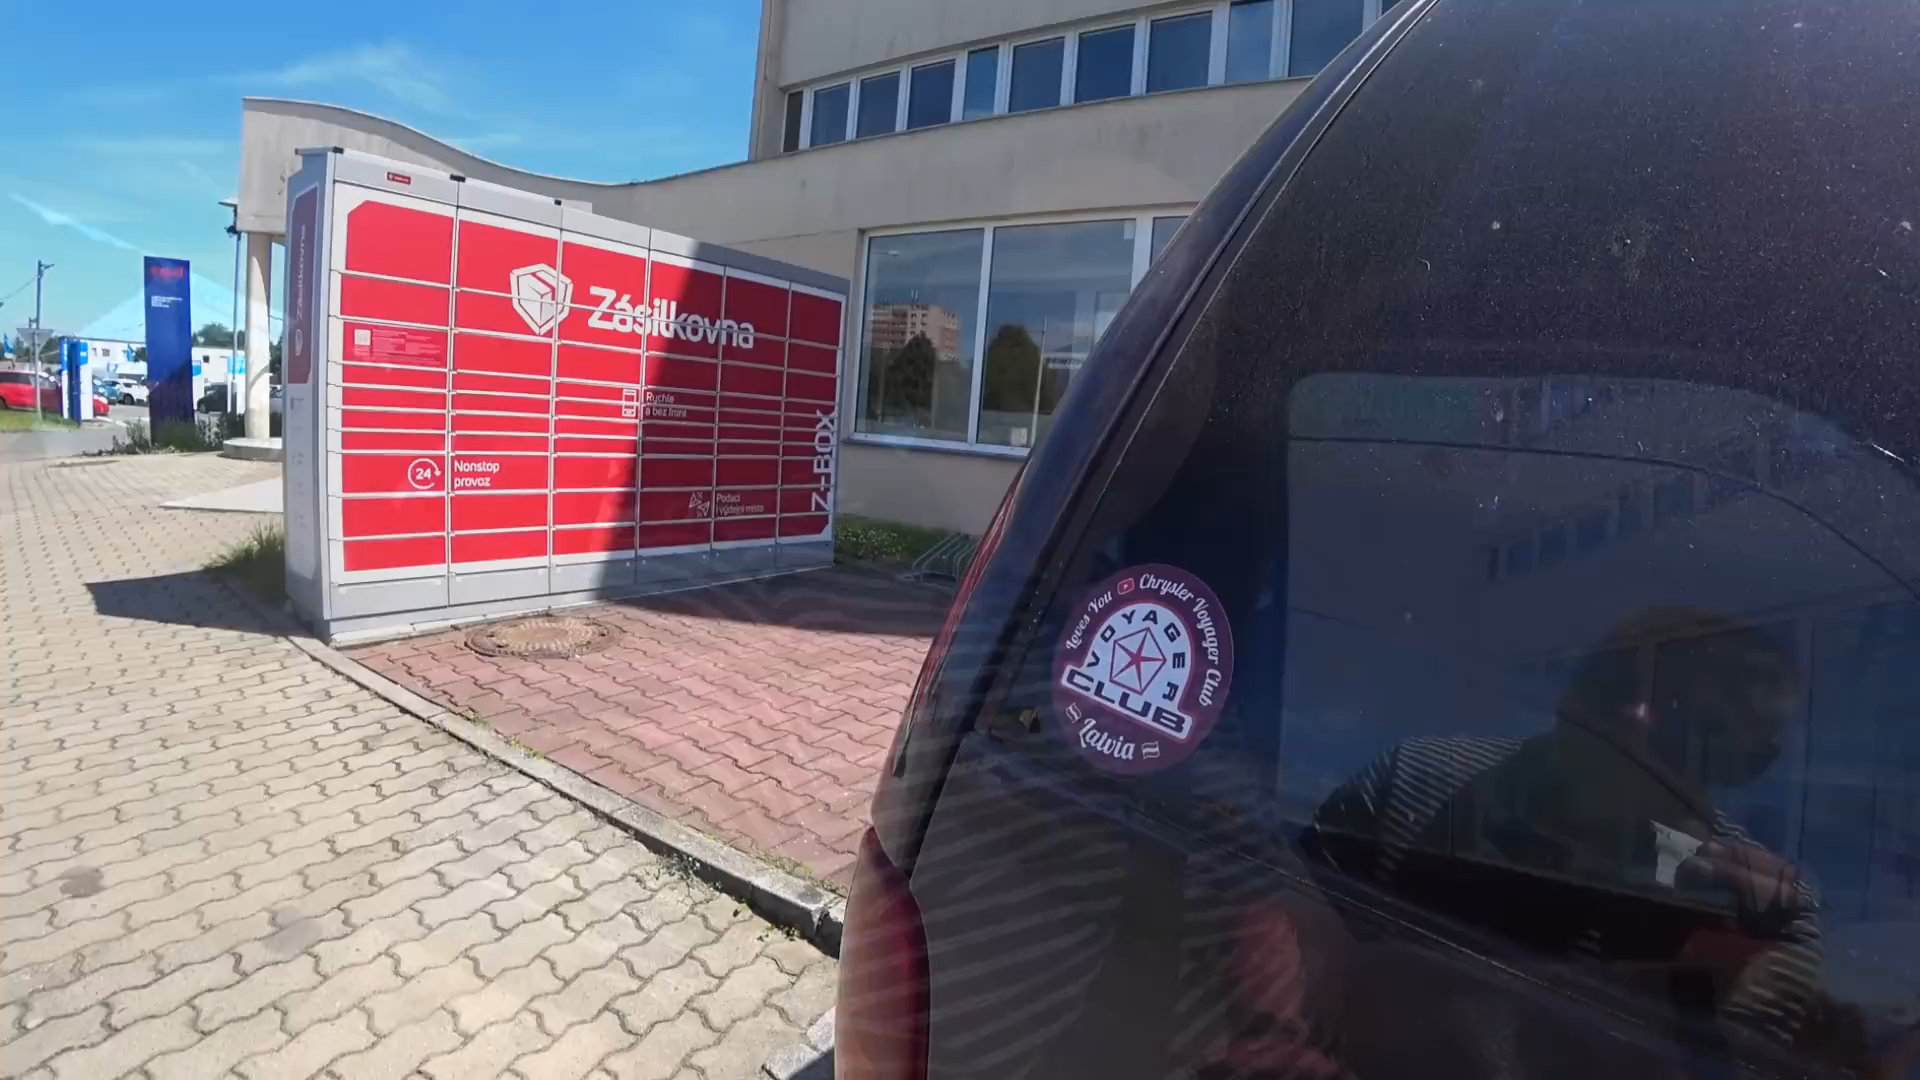 Zásilkovna
Zásilkovna
Rychle
a bez front
24
Nonstop
provoz
Podací
i výdejní místo
Z-BOX
Loves You Chrysler Voyager Club
VOYAGER
CLUB
Latvia